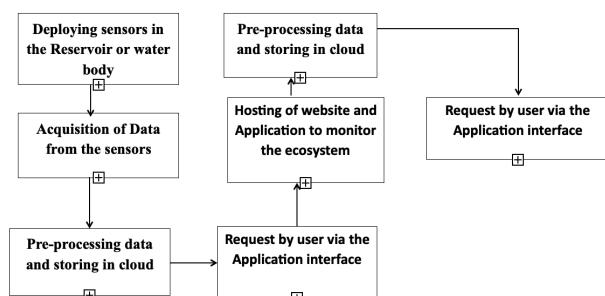 Deploying sensors in
the Reservoir or water
body
Acquisition of Data
from the sensors
Pre-processing data
and storing in cloud
Request by user via the
Application interface
Hosting of website and
Application to monitor
the ecosystem
Pre-processing data
and storing in cloud
Request by user via the
Application interface